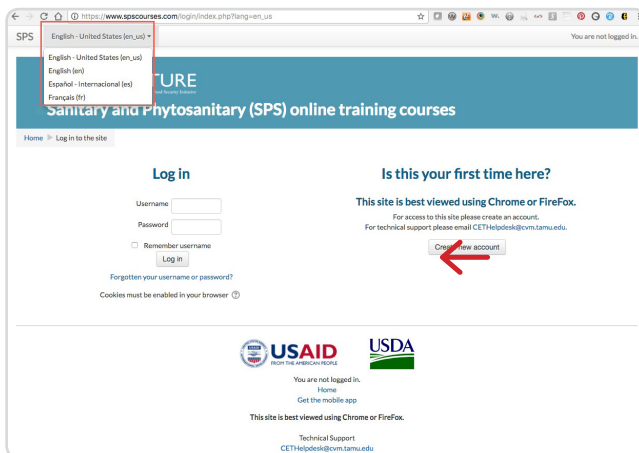 https://www.spscourses.com/login/index.php?lang=en_us
SPS English - United States (en_us) You are not logged in.
English - United States (en_us)
English (en)
Español - Internacional (es)
Français (fr)
TURE
Sanitary and Phytosanitary (SPS) online training courses
Home Log in to the site
Log in
Username
Password
Remember username
Log in
Forgotten your username or password?
Cookies must be enabled in your browser
Is this your first time here?
This site is best viewed using Chrome or FireFox.
For access to this site please create an account.
For technical support please email CETHelpdesk@cvm.tamu.edu.
Create new account
USAID
FROM THE AMERICAN PEOPLE
USDA
You are not logged in.
Home
Get the mobile app
This site is best viewed using Chrome or FireFox.
Technical Support
CETHelpdesk@cvm.tamu.edu